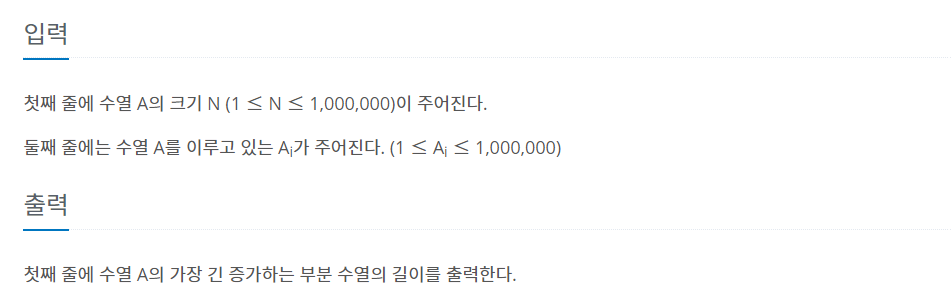 입력
첫째 줄에 수열 A의 크기 N (1 ≤ N ≤ 1,000,000)이 주어진다.
둘째 줄에는 수열 A를 이루고 있는 Aᵢ가 주어진다. (1 ≤ Aᵢ ≤ 1,000,000)
출력
첫째 줄에 수열 A의 가장 긴 증가하는 부분 수열의 길이를 출력한다.